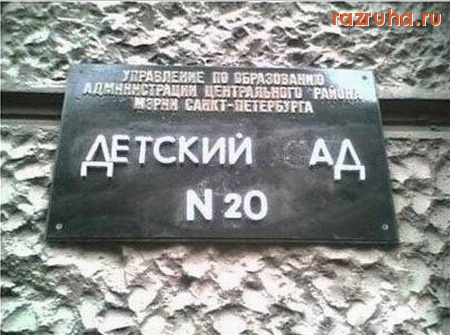 razruha.ru
УПРАВЛЕНИЕ ПО ОБРАЗОВАНИЮ
АДМИНИСТРАЦИИ ЦЕНТРАЛЬНОГО РАЙОНА
МЭРИИ САНКТ-ПЕТЕРБУРГА
ДЕТСКИЙ АД
N 20